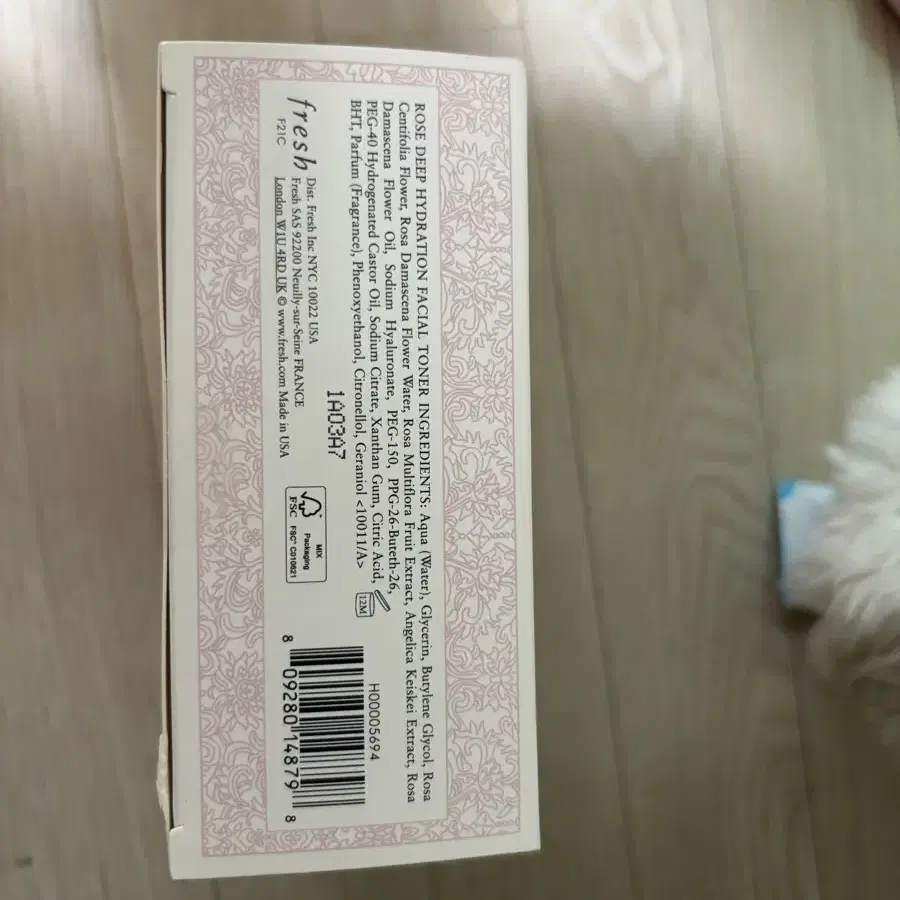 ROSE DEEP HYDRATION FACIAL TONER INGREDIENTS: Aqua (Water), Glycerin, Butylene Glycol, Rosa
Centifolia Flower, Rosa Damascena Flower Water, Rosa Multiflora Fruit Extract, Angelica Keiskei Extract, Rosa
Damascena Flower Oil, Sodium Hyaluronate, PEG-150, PPG-26-Buteth-26,
PEG-40 Hydrogenated Castor Oil, Sodium Citrate, Xanthan Gum, Citric Acid,
BHT, Parfum (Fragrance), Phenoxyethanol, Citronellol, Geraniol <10011/A>
12M
H00005694
1A03A7
fresh
F21C
Dist. Fresh Inc NYC 10022 USA
Fresh SAS 92200 Neuilly-sur-Seine FRANCE
London W1U 4RD UK © www.fresh.com Made in USA
FSC
MIX
Packaging
FSC™ C010621
8 09280 14879 8